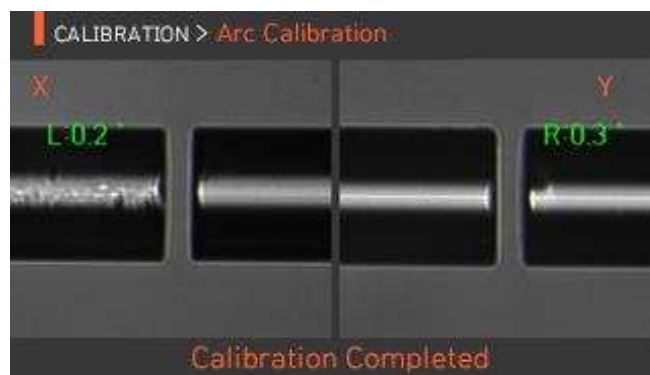 CALIBRATION > Arc Calibration
X
Y
L:0.2°
R:0.3°
Calibration Completed